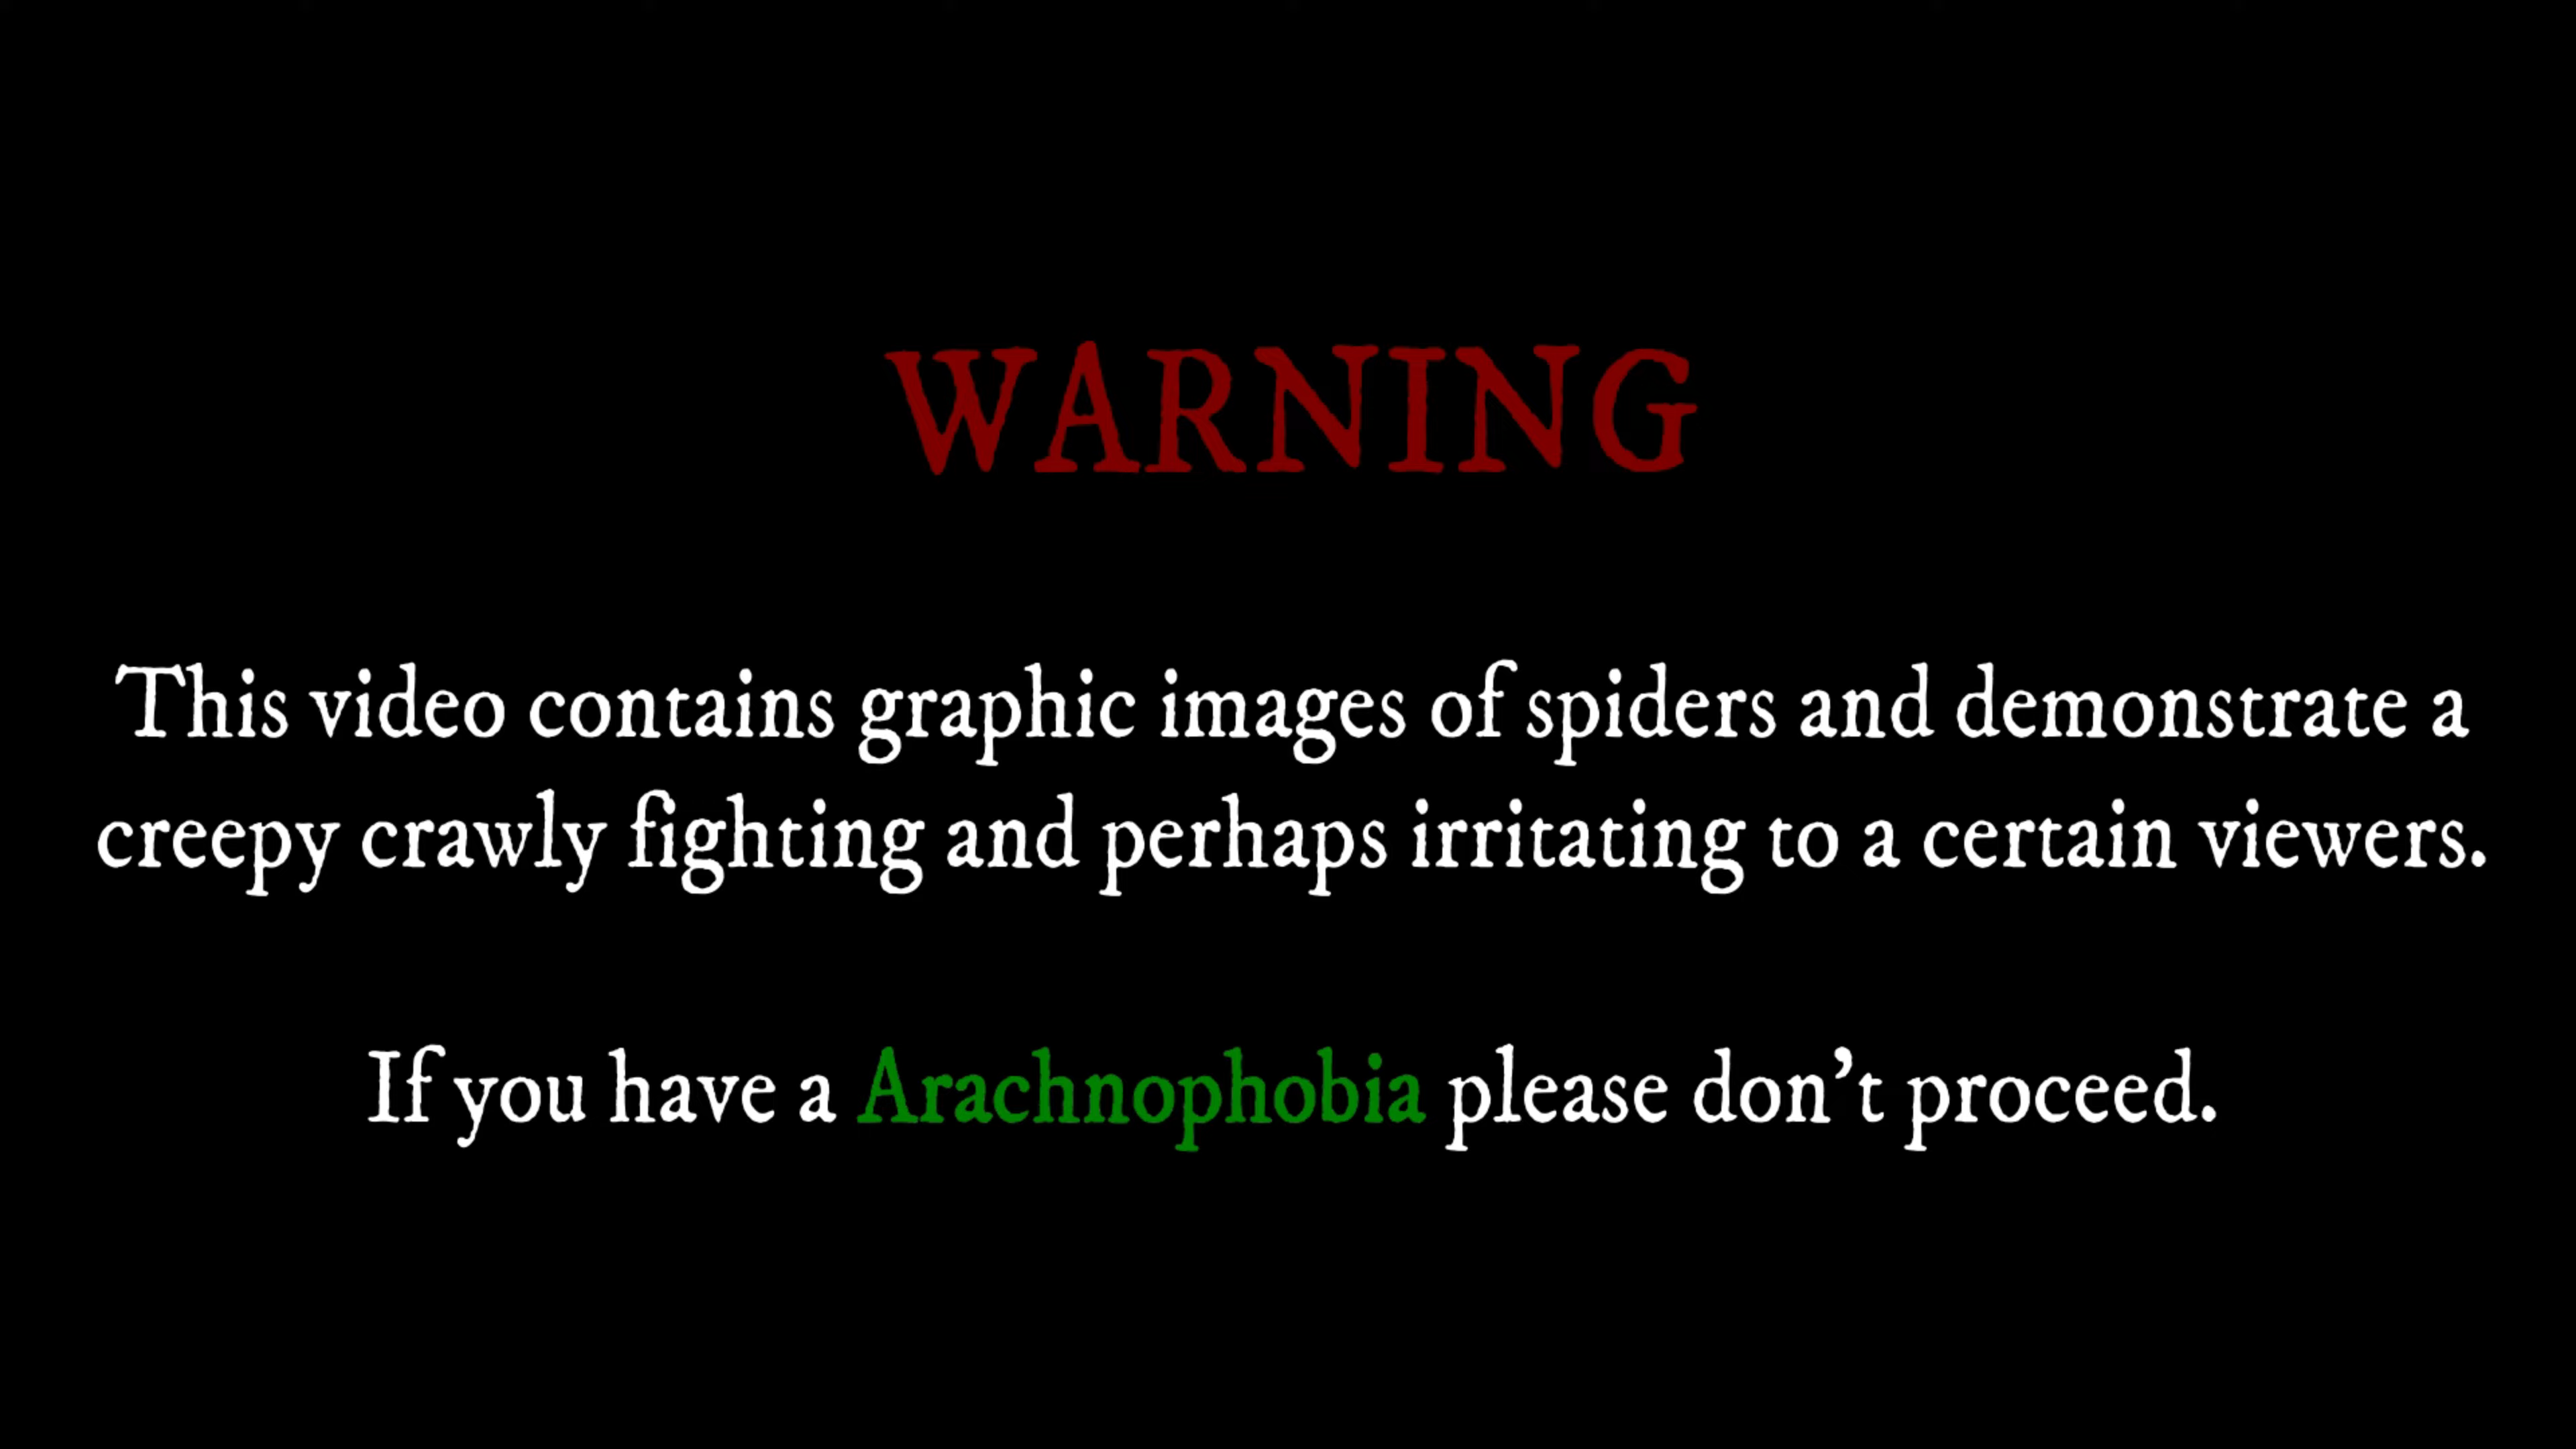 WARNING
This video contains graphic images of spiders and demonstrate a
creepy crawly fighting and perhaps irritating to a certain viewers.
If you have a Arachnophobia please don't proceed.